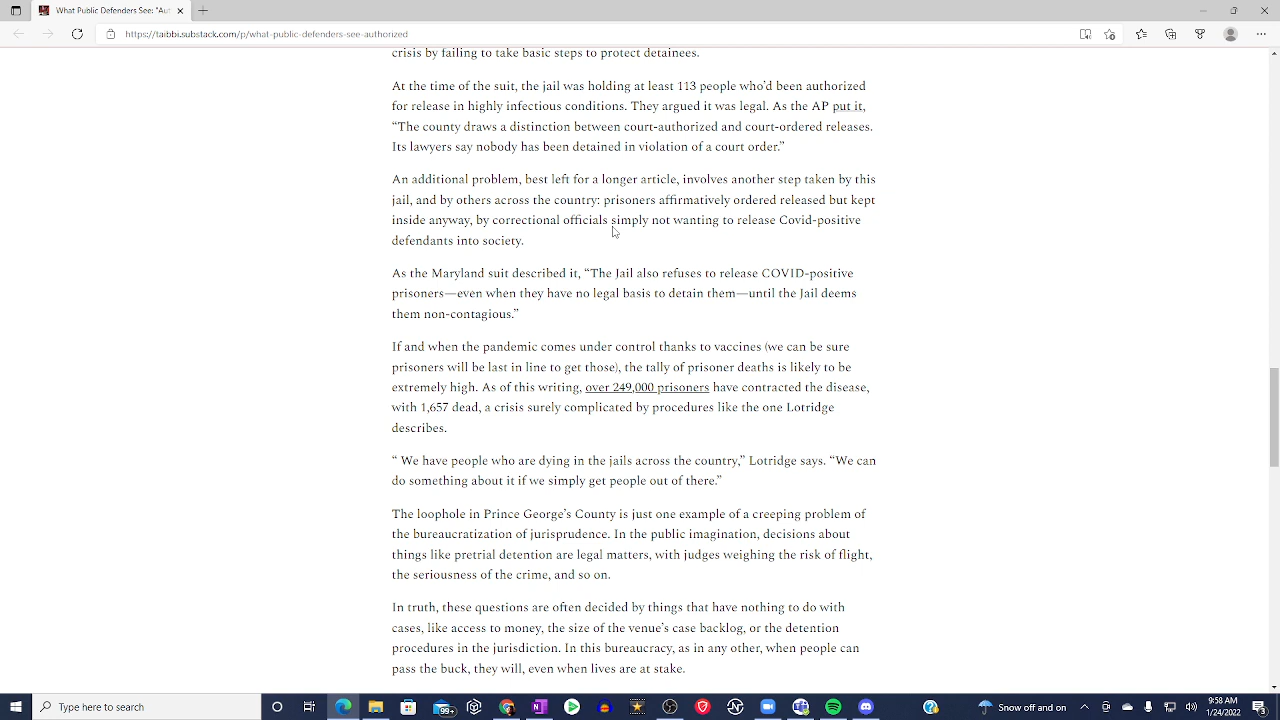 What Public Defenders See: "Aut
https://taibbi.substack.com/p/what-public-defenders-see-authorized
crisis by failing to take basic steps to protect detainees.
At the time of the suit, the jail was holding at least 113 people who'd been authorized
for release in highly infectious conditions. They argued it was legal. As the AP put it,
“The county draws a distinction between court-authorized and court-ordered releases.
Its lawyers say nobody has been detained in violation of a court order.”
An additional problem, best left for a longer article, involves another step taken by this
jail, and by others across the country: prisoners affirmatively ordered released but kept
inside anyway, by correctional officials simply not wanting to release Covid-positive
defendants into society.
As the Maryland suit described it, “The Jail also refuses to release COVID-positive
prisoners—even when they have no legal basis to detain them—until the Jail deems
them non-contagious.”
If and when the pandemic comes under control thanks to vaccines (we can be sure
prisoners will be last in line to get those), the tally of prisoner deaths is likely to be
extremely high. As of this writing, over 249,000 prisoners have contracted the disease,
with 1,657 dead, a crisis surely complicated by procedures like the one Lotridge
describes.
“ We have people who are dying in the jails across the country,” Lotridge says. “We can
do something about it if we simply get people out of there.”
The loophole in Prince George’s County is just one example of a creeping problem of
the bureaucratization of jurisprudence. In the public imagination, decisions about
things like pretrial detention are legal matters, with judges weighing the risk of flight,
the seriousness of the crime, and so on.
In truth, these questions are often decided by things that have nothing to do with
cases, like access to money, the size of the venue’s case backlog, or the detention
procedures in the jurisdiction. In this bureaucracy, as in any other, when people can
pass the buck, they will, even when lives are at stake.
Type here to search
99+
Snow off and on
9:58 AM
1/24/2022